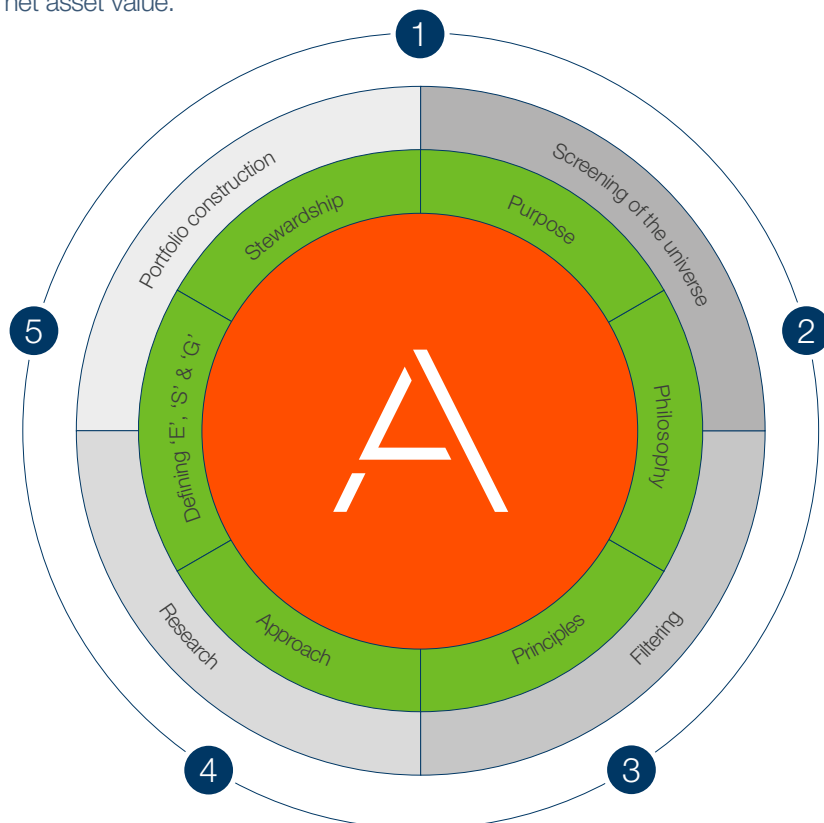 net asset value.
1
Screening of the universe
Purpose
2
Philosophy
Filtering
Principles
3
Approach
Research
4
Defining ‘E’, ‘S’ & ‘G’
5
Portfolio construction
Stewardship
A